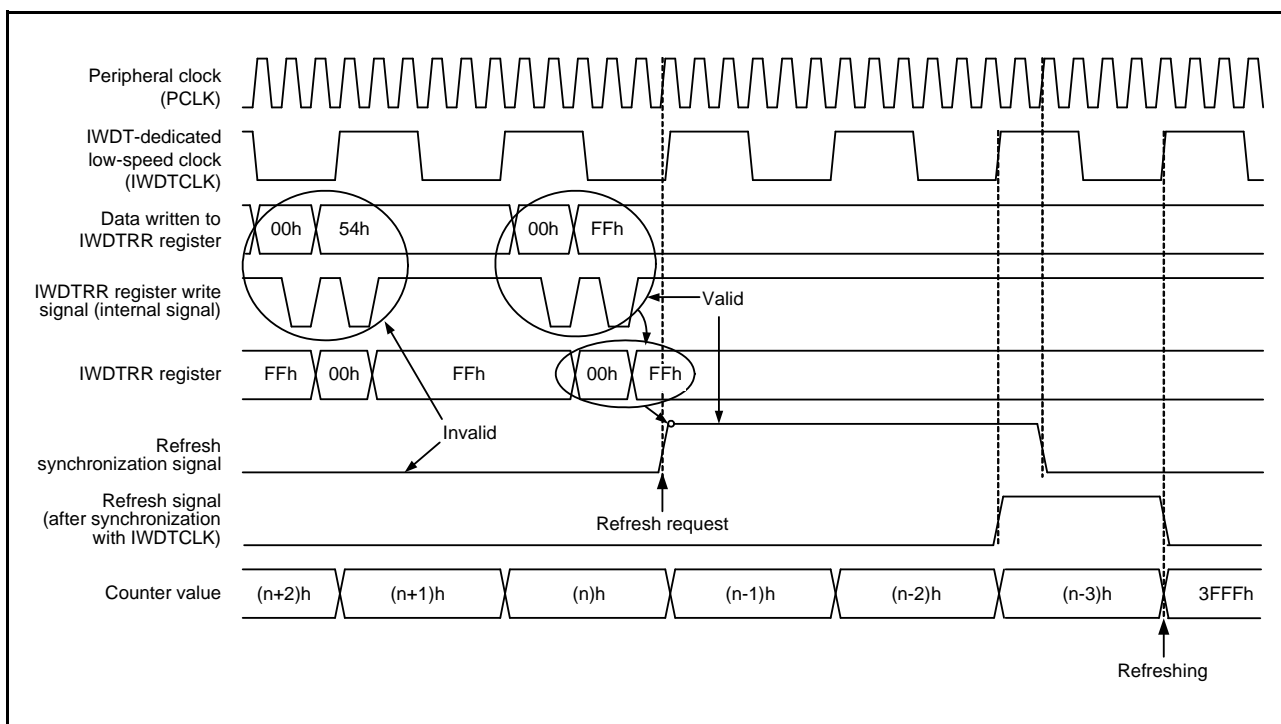 Peripheral clock
(PCLK)
IWDT-dedicated
low-speed clock
(IWDTCLK)
Data written to
IWDTRR register
00h 54h 00h FFh
IWDTRR register write
signal (internal signal)
Valid
IWDTRR register
FFh 00h FFh 00h FFh
Invalid
Refresh
synchronization signal
Refresh signal
(after synchronization
with IWDTCLK)
Refresh request
Counter value
(n+2)h (n+1)h (n)h (n-1)h (n-2)h (n-3)h 3FFFh
Refreshing